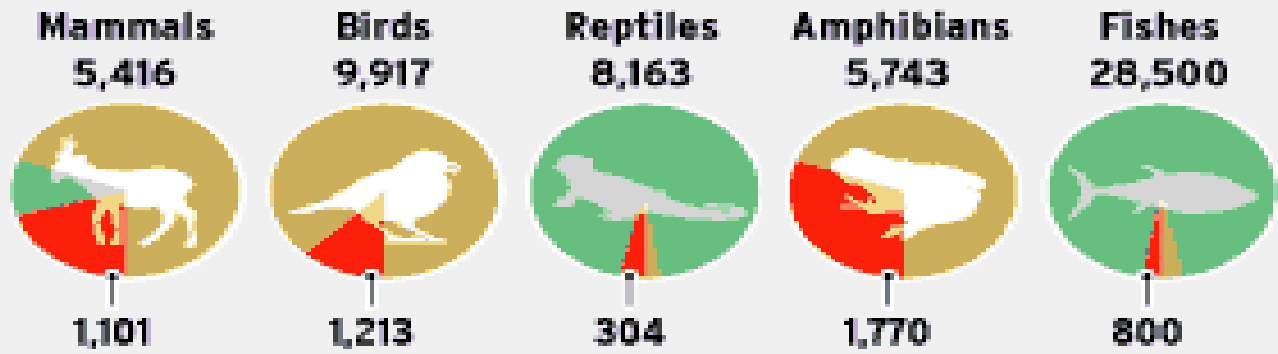 Mammals Birds Reptiles Amphibians Fishes
5,416 9,917 8,163 5,743 28,500
1,101 1,213 304 1,770 800